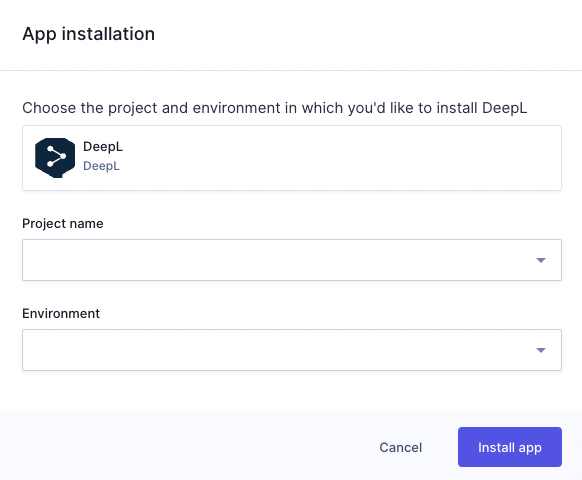 App installation
Choose the project and environment in which you'd like to install DeepL
DeepL
DeepL
Project name
Environment
Cancel
Install app